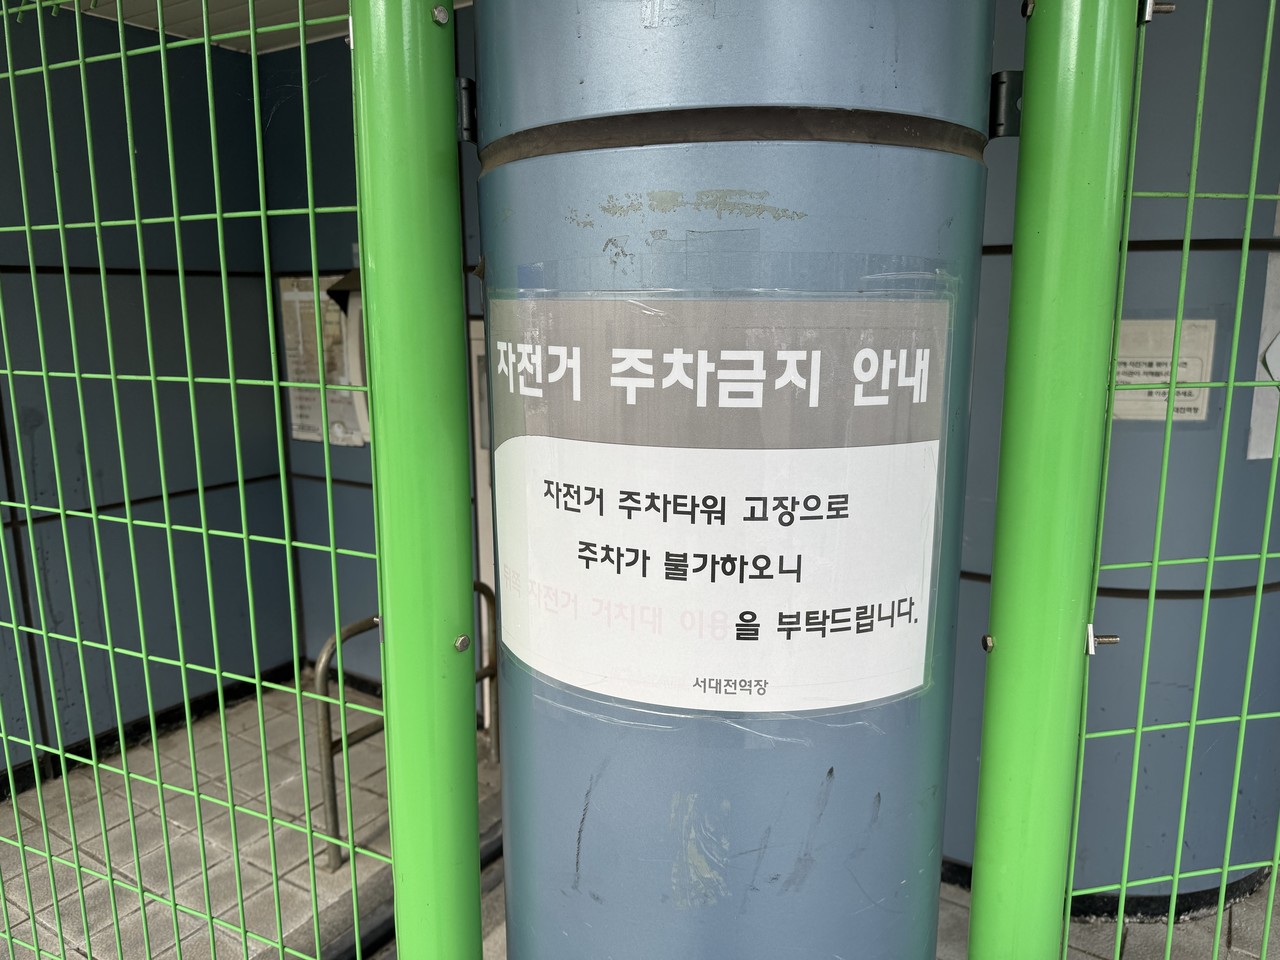 자전거 주차금지 안내
자전거 주차타워 고장으로
주차가 불가하오니
뒤쪽 자전거 거치대 이용을 부탁드립니다.
서대전역장